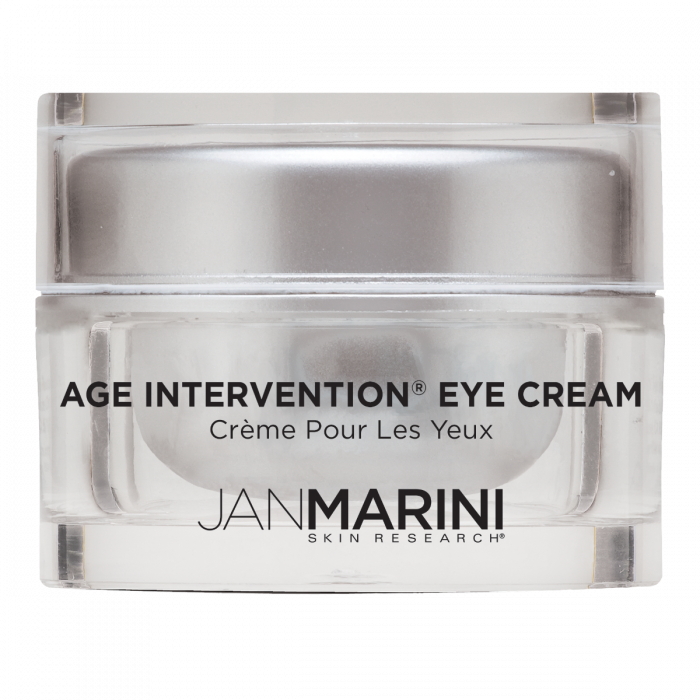 AGE INTERVENTION® EYE CREAM
Crème Pour Les Yeux
JANMARINI
SKIN RESEARCH®